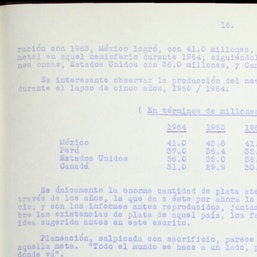 16.
ración con 1963, México logró, con 41.0 millones,
metal en aquel hemisferio durante 1964; siguiéndol
nes onzas, Estados Unidos con 36.0 millones, y Can
Es interesante observar la producción del met
durante el lapso de cinco años, 1960 / 1964:
( En términos de millones
1964 1963 196
México 41.0 42.8 41.
Perú 37.0 36.4 33.
Estados Unidos 36.0 35.0 36.
Canadá 31.0 29.9 30.
Es únicamente la enorme cantidad de plata ate
través de los años, la que da a éste por ahora la
cio; y son los informes antes reproducidos, juntam
bre las existencias de plata de aquel país, los fa
idea sugerida antes en este escrito.
Planeación, salpicada con sacrificio, parece s
aquella meta. "Todo el mundo se hace a un lado, p
dónde va".